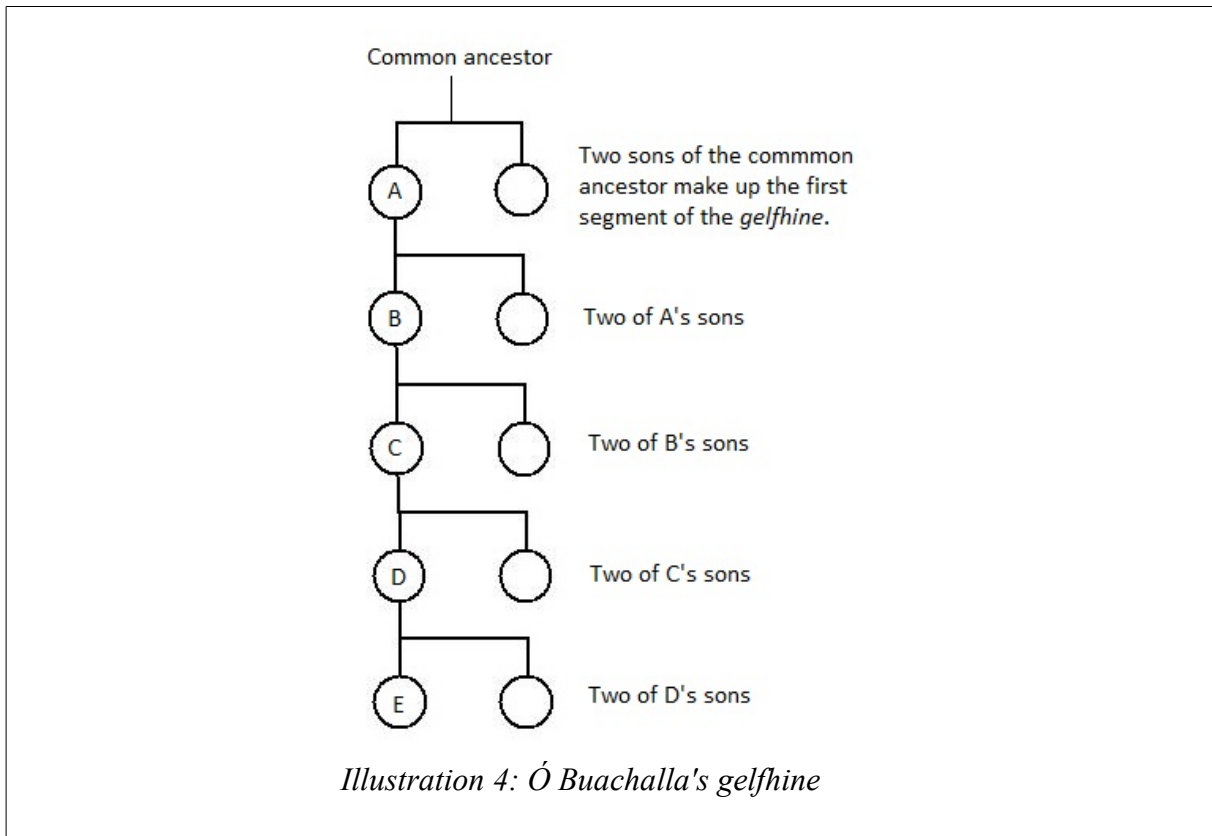 Common ancestor
A
Two sons of the commmon
ancestor make up the first
segment of the gelfhine.
B
Two of A's sons
C
Two of B's sons
D
Two of C's sons
E
Two of D's sons
Illustration 4: Ó Buachalla's gelfhine